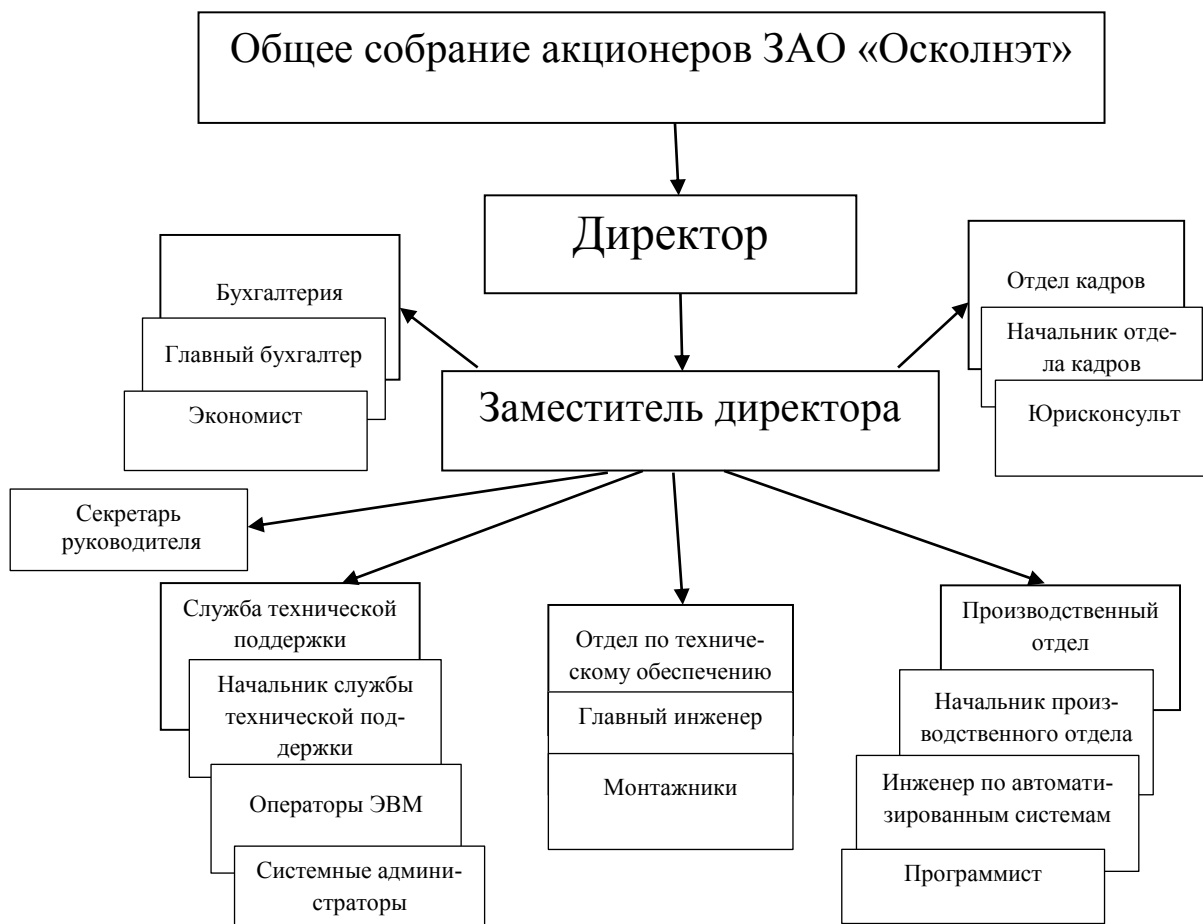 Общее собрание акционеров ЗАО «Осколнэт»
Директор
Бухгалтерия
Главный бухгалтер
Экономист
Отдел кадров
Начальник отде-
ла кадров
Юрисконсульт
Заместитель директора
Секретарь
руководителя
Служба технической
поддержки
Начальник службы
технической под-
держки
Операторы ЭВМ
Системные админи-
страторы
Отдел по техниче-
скому обеспечению
Главный инженер
Монтажники
Производственный
отдел
Начальник произ-
водственного отдела
Инженер по автомати-
зированным системам
Программист